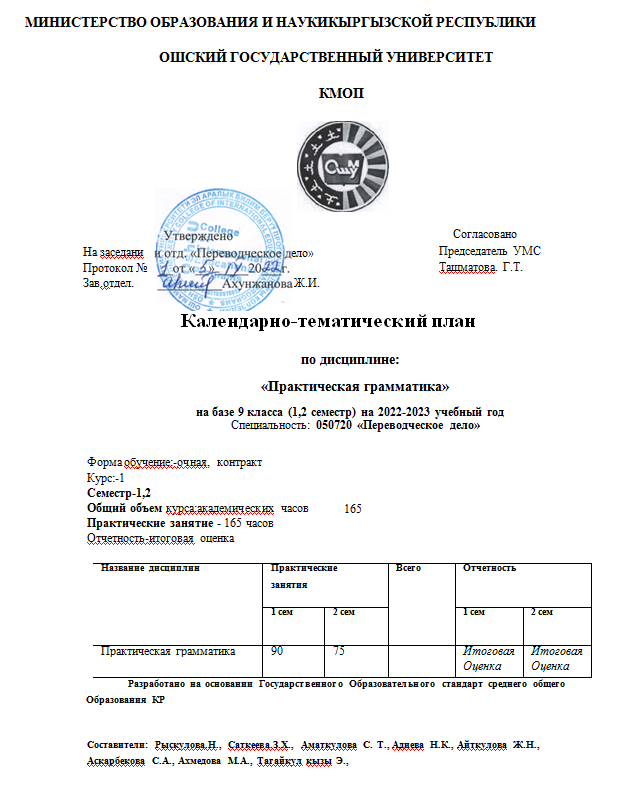 МИНИСТЕРСТВО ОБРАЗОВАНИЯ И НАУКИКЫРГЫЗСКОЙ РЕСПУБЛИКИ
ОШСКИЙ ГОСУДАРСТВЕННЫЙ УНИВЕРСИТЕТ
КМОП
ОшМУ
Утверждено Согласовано
На заседани и отд. «Переводческое дело» Председатель УМС
Протокол № 1 от « 5 » 2022 г. Ташматова. Г.Т.
Зав.отдел. Ахунжанова Ж.И.
College
Календарно-тематический план
по дисциплине:
«Практическая грамматика»
на базе 9 класса (1,2 семестр) на 2022-2023 учебный год
Специальность: 050720 «Переводческое дело»
Форма обучение:-очная, контракт
Курс:-1
Семестр-1,2
Общий объем курса:академических часов 165
Практические занятие - 165 часов
Отчетность-итоговая оценка
Название дисциплин Практические занятия Всего Отчетность
1 сем 2 сем 1 сем 2 сем
Практическая грамматика 90 75 Итоговая Оценка Итоговая Оценка
Разработано на основании Государственного Образовательного стандарт среднего общего
Образования КР
Составители: Рыскулова.Н., Саткеева.З.Х., Аматкулова С. Т., Адиева Н.К., Айткулова Ж.Н.,
Аскарбекова С.А., Ахмедова М.А., Тагайкул кызы Э.,